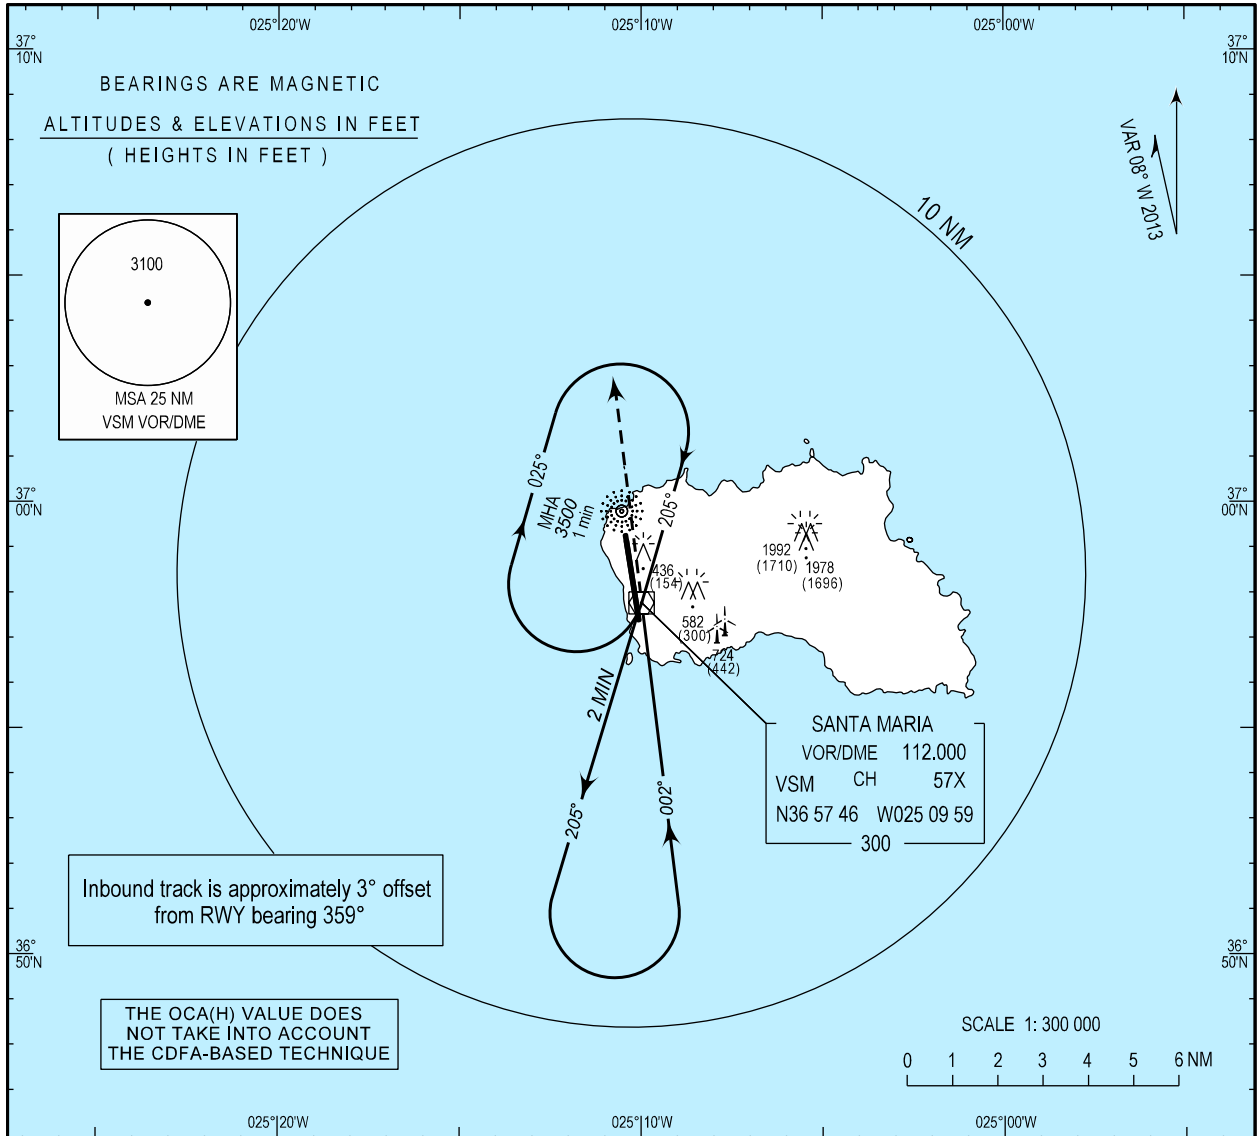 025°20'W
025°10'W
025°00'W
37°
10'N
37°
10'N
BEARINGS ARE MAGNETIC
ALTITUDES & ELEVATIONS IN FEET
( HEIGHTS IN FEET )
VAR 08° W 2013
10 NM
3100
MSA 25 NM
VSM VOR/DME
025°
MHA
3500
1 min
205°
37°
00'N
37°
00'N
436
(154)
1992
(1710)
1978
(1696)
582
(300)
724
(442)
2 MIN
205°
002°
SANTA MARIA
VOR/DME 112.000
VSM CH 57X
N36 57 46 W025 09 59
300
Inbound track is approximately 3° offset
from RWY bearing 359°
36°
50'N
36°
50'N
THE OCA(H) VALUE DOES
NOT TAKE INTO ACCOUNT
THE CDFA-BASED TECHNIQUE
SCALE 1: 300 000
0 1 2 3 4 5 6 NM
025°20'W
025°10'W
025°00'W